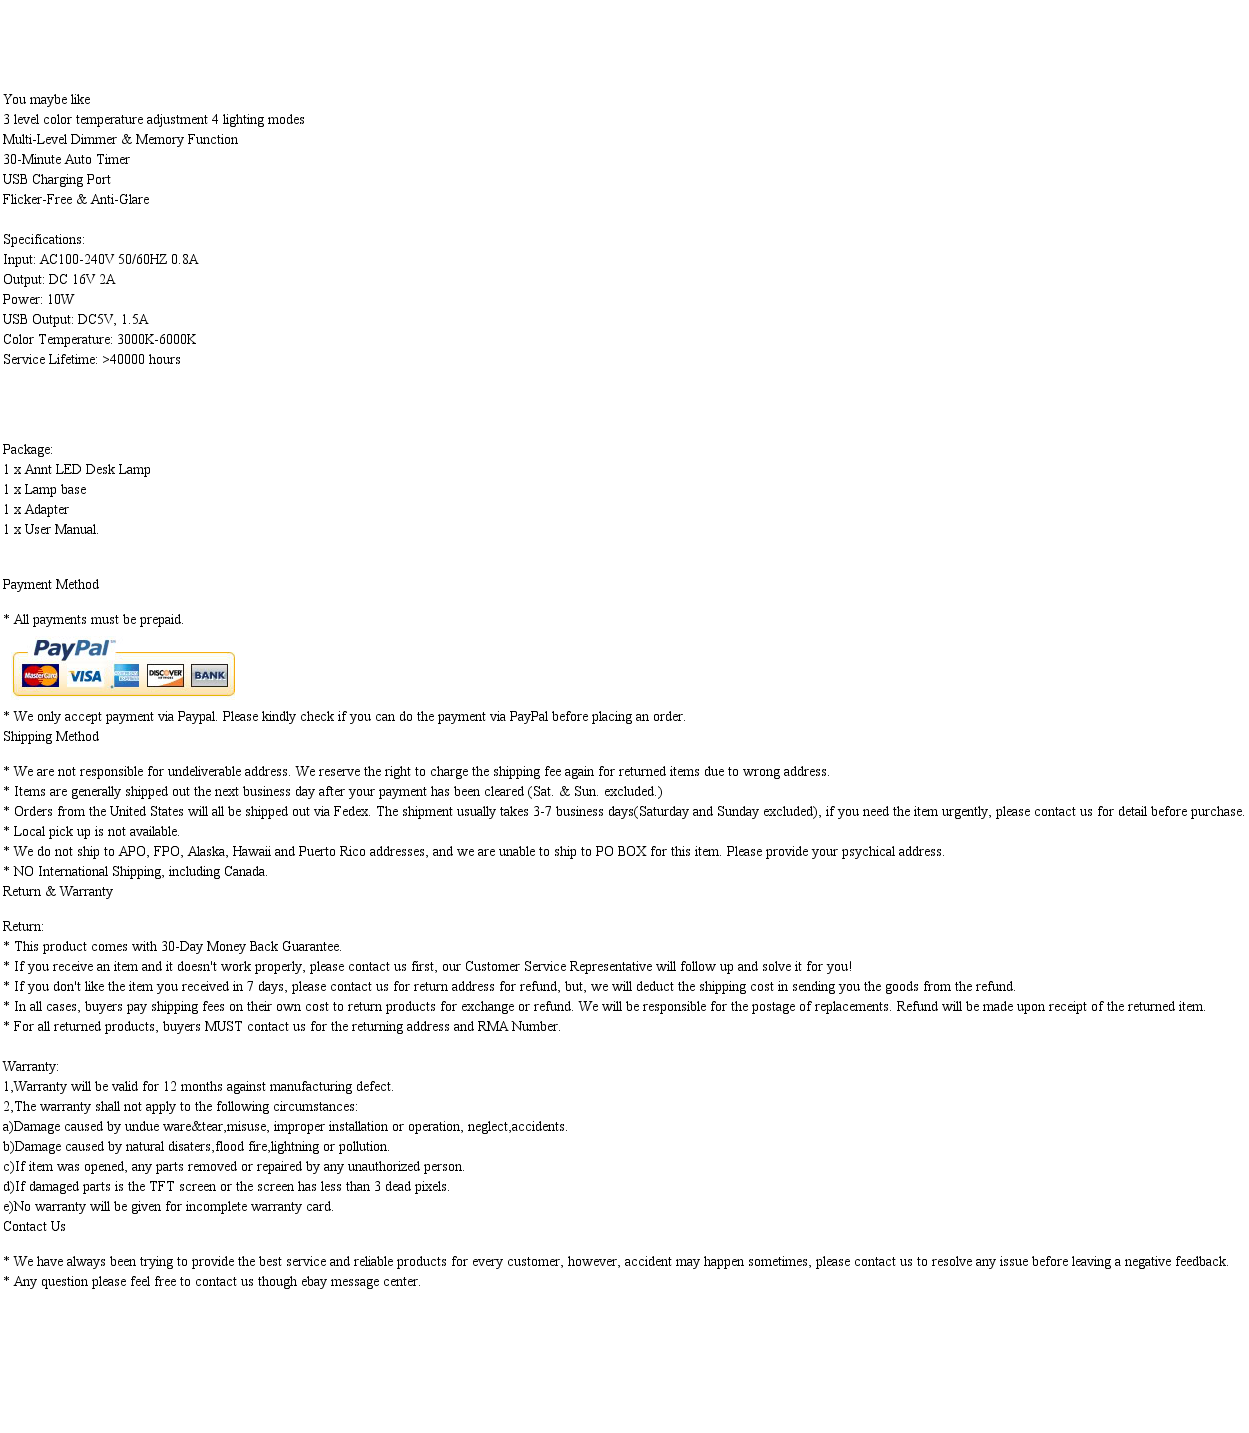 You maybe like
3 level color temperature adjustment 4 lighting modes
Multi-Level Dimmer & Memory Function
30-Minute Auto Timer
USB Charging Port
Flicker-Free & Anti-Glare
Specifications:
Input: AC100-240V 50/60HZ 0.8A
Output: DC 16V 2A
Power: 10W
USB Output: DC5V, 1.5A
Color Temperature: 3000K-6000K
Service Lifetime: >40000 hours
Package:
1 x Annt LED Desk Lamp
1 x Lamp base
1 x Adapter
1 x User Manual.
Payment Method
* All payments must be prepaid.
PayPal
MasterCard VISA DISCOVER BANK
* We only accept payment via Paypal. Please kindly check if you can do the payment via PayPal before placing an order.
Shipping Method
* We are not responsible for undeliverable address. We reserve the right to charge the shipping fee again for returned items due to wrong address.
* Items are generally shipped out the next business day after your payment has been cleared (Sat. & Sun. excluded.)
* Orders from the United States will all be shipped out via Fedex. The shipment usually takes 3-7 business days(Saturday and Sunday excluded), if you need the item urgently, please contact us for detail before purchase.
* Local pick up is not available.
* We do not ship to APO, FPO, Alaska, Hawaii and Puerto Rico addresses, and we are unable to ship to PO BOX for this item. Please provide your psychical address.
* NO International Shipping, including Canada.
Return & Warranty
Return:
* This product comes with 30-Day Money Back Guarantee.
* If you receive an item and it doesn't work properly, please contact us first, our Customer Service Representative will follow up and solve it for you!
* If you don't like the item you received in 7 days, please contact us for return address for refund, but, we will deduct the shipping cost in sending you the goods from the refund.
* In all cases, buyers pay shipping fees on their own cost to return products for exchange or refund. We will be responsible for the postage of replacements. Refund will be made upon receipt of the returned item.
* For all returned products, buyers MUST contact us for the returning address and RMA Number.
Warranty:
1,Warranty will be valid for 12 months against manufacturing defect.
2,The warranty shall not apply to the following circumstances:
a)Damage caused by undue ware&tear,misuse, improper installation or operation, neglect,accidents.
b)Damage caused by natural disaters,flood fire,lightning or pollution.
c)If item was opened, any parts removed or repaired by any unauthorized person.
d)If damaged parts is the TFT screen or the screen has less than 3 dead pixels.
e)No warranty will be given for incomplete warranty card.
Contact Us
* We have always been trying to provide the best service and reliable products for every customer, however, accident may happen sometimes, please contact us to resolve any issue before leaving a negative feedback.
* Any question please feel free to contact us though ebay message center.